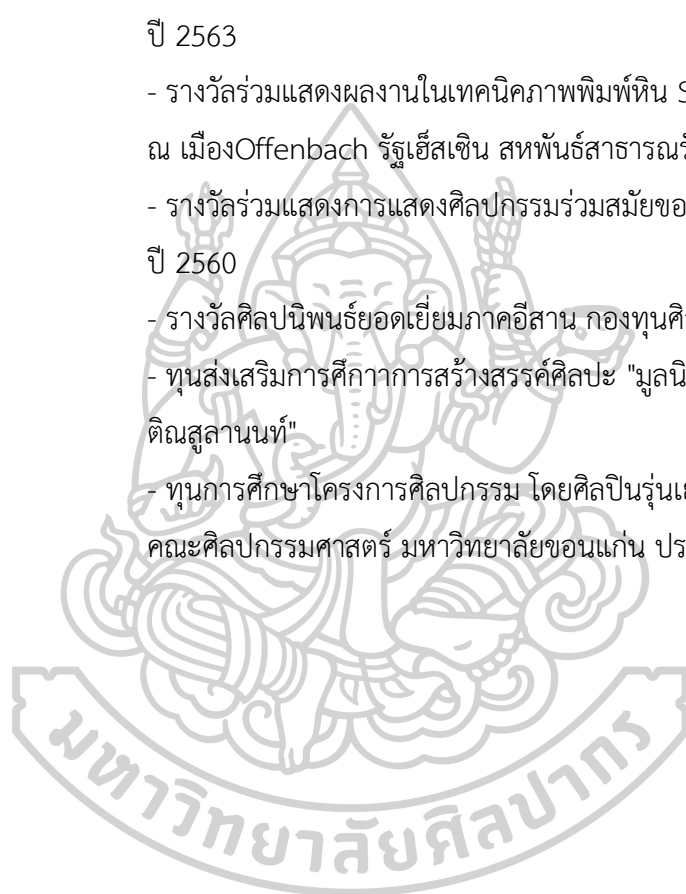 ปี 2563
- รางวัลร่วมแสดงผลงานในเทคนิคภาพพิมพ์หิน
ณ เมืองOffenbach รัฐเฮ็สเซิน สหพันธ์สาธารณ
- รางวัลร่วมแสดงการแสดงศิลปกรรมร่วมสมัย
ปี 2560
- รางวัลศิลปนิพนธ์ยอดเยี่ยมภาคอีสาน กองทุน
- ทุนส่งเสริมการศึกาาการสร้างสรรค์ศิลปะ
ติณสูลานนท์"
- ทุนการศึกษาโครงการศิลปกรรม โดยศิลปิน
คณะศิลปกรรมศาสตร์ มหาวิทยาลัยขอนแก่น
มหาวิทยาลัยศิลปากร